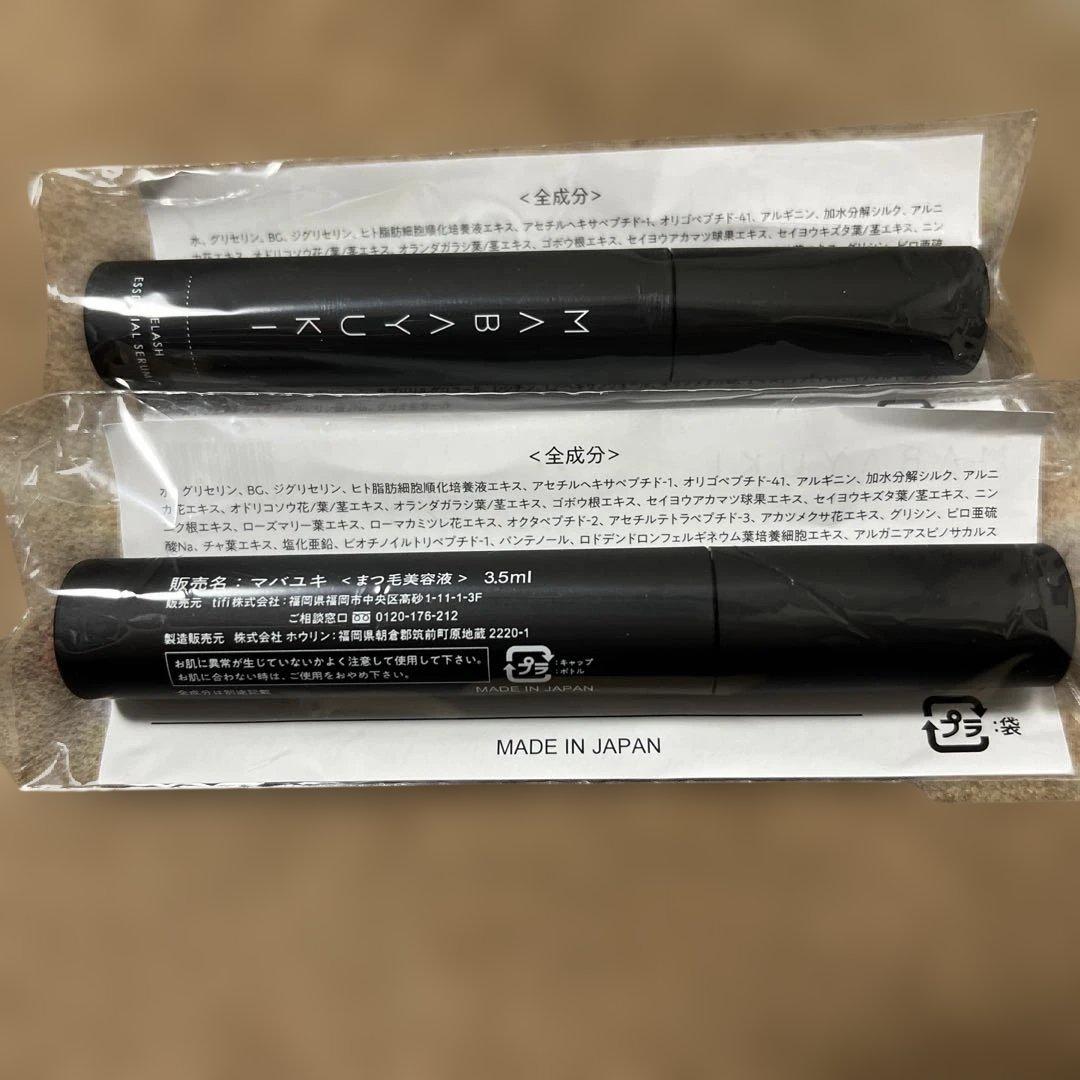 <全成分>
水、グリセリン、BG、ジグリセリン、ヒト脂肪細胞順化培養液エキス、アセチルヘキサペプチド-1、オリゴペプチド-41、アルギニン、加水分解シルク、アルニ
カ花エキス、オドリコソウ花/葉/茎エキス、オランダガラシ葉/茎エキス、ゴボウ根エキス、セイヨウアカマツ球果エキス、セイヨウキズタ葉/茎エキス、ニン
MABAYUKI
ELASH
ESSENTIAL SERUM
<全成分>
水、グリセリン、BG、ジグリセリン、ヒト脂肪細胞順化培養液エキス、アセチルヘキサペプチド-1、オリゴペプチド-41、アルギニン、加水分解シルク、アルニ
カ花エキス、オドリコソウ花/葉/茎エキス、オランダガラシ葉/茎エキス、ゴボウ根エキス、セイヨウアカマツ球果エキス、セイヨウキズタ葉/茎エキス、ニン
ク根エキス、ローズマリー葉エキス、ローマカミツレ花エキス、オクタペプチド-2、アセチルテトラペプチド-3、アカツメクサ花エキス、グリシン、ピロ亜硫
酸Na、チャ葉エキス、塩化亜鉛、ビオチノイルトリペプチド-1、パンテノール、ロドデンドロンフェルギネウム葉培養細胞エキス、アルガニアスピノサカルス
販売名：マバユキ <まつ毛美容液> 3.5ml
販売元 tifi株式会社：福岡県福岡市中央区高砂1-11-1-3F
ご相談窓口 0120-176-212
製造販売元 株式会社 ホウリン：福岡県朝倉郡筑前町原地蔵2220-1
お肌に異常が生じていないかよく注意して使用して下さい。
お肌に合わない時は、ご使用をおやめ下さい。
プラ ：キャップ
：ボトル
全成分は別途記載
MADE IN JAPAN
MADE IN JAPAN
プラ ：袋